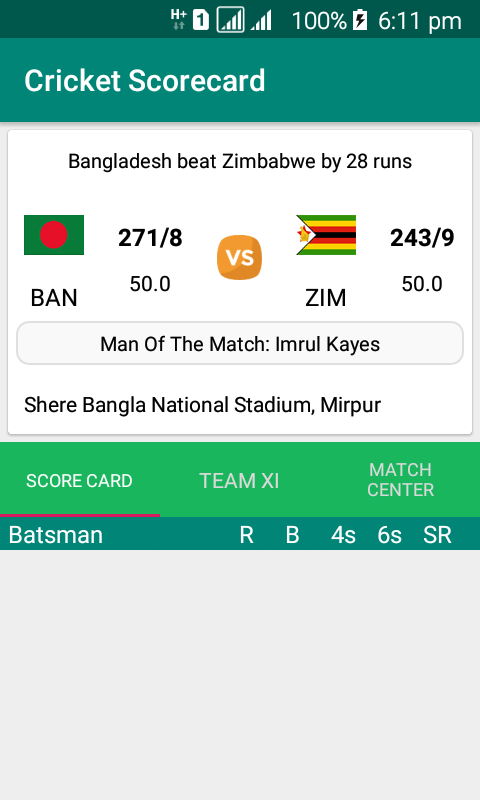 H+ 1 100% 6:11 pm
Cricket Scorecard
Bangladesh beat Zimbabwe by 28 runs
271/8 VS 243/9
50.0 50.0
BAN ZIM
Man Of The Match: Imrul Kayes
Shere Bangla National Stadium, Mirpur
SCORE CARD TEAM XI MATCH
CENTER
Batsman R B 4s 6s SR